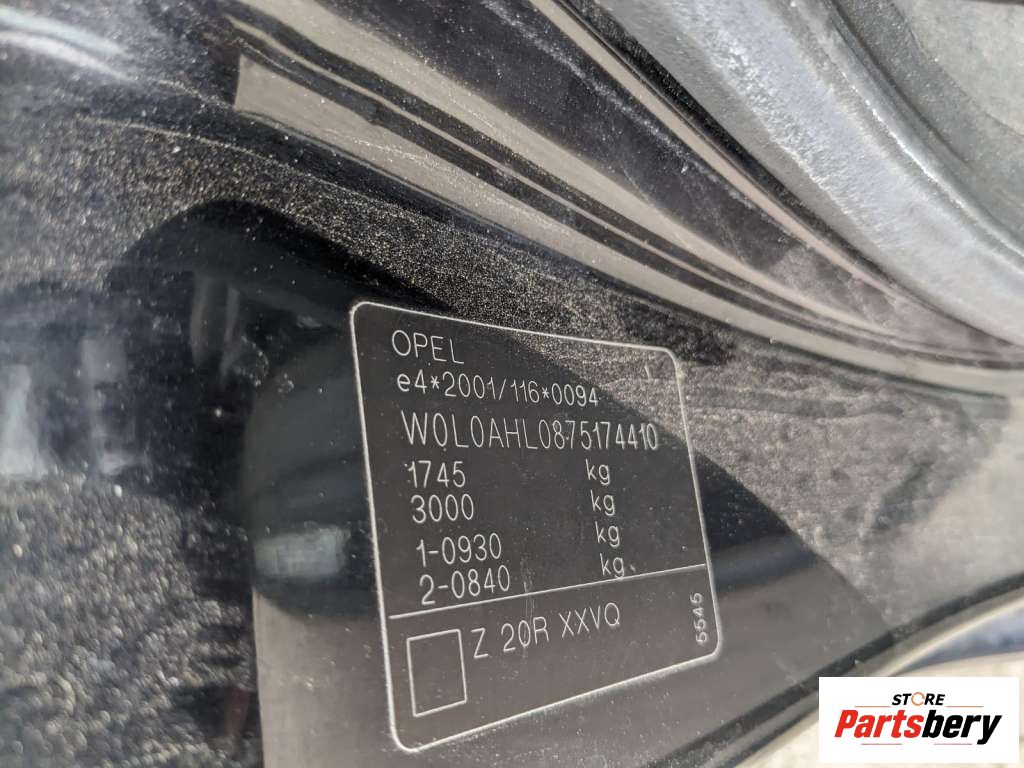 OPEL
e4*2001/116*0094
W0L0AHL0875174410
1745 kg
3000 kg
1-0930 kg
2-0840 kg
Z 20R XXVQ
5545
STORE
Partsbery